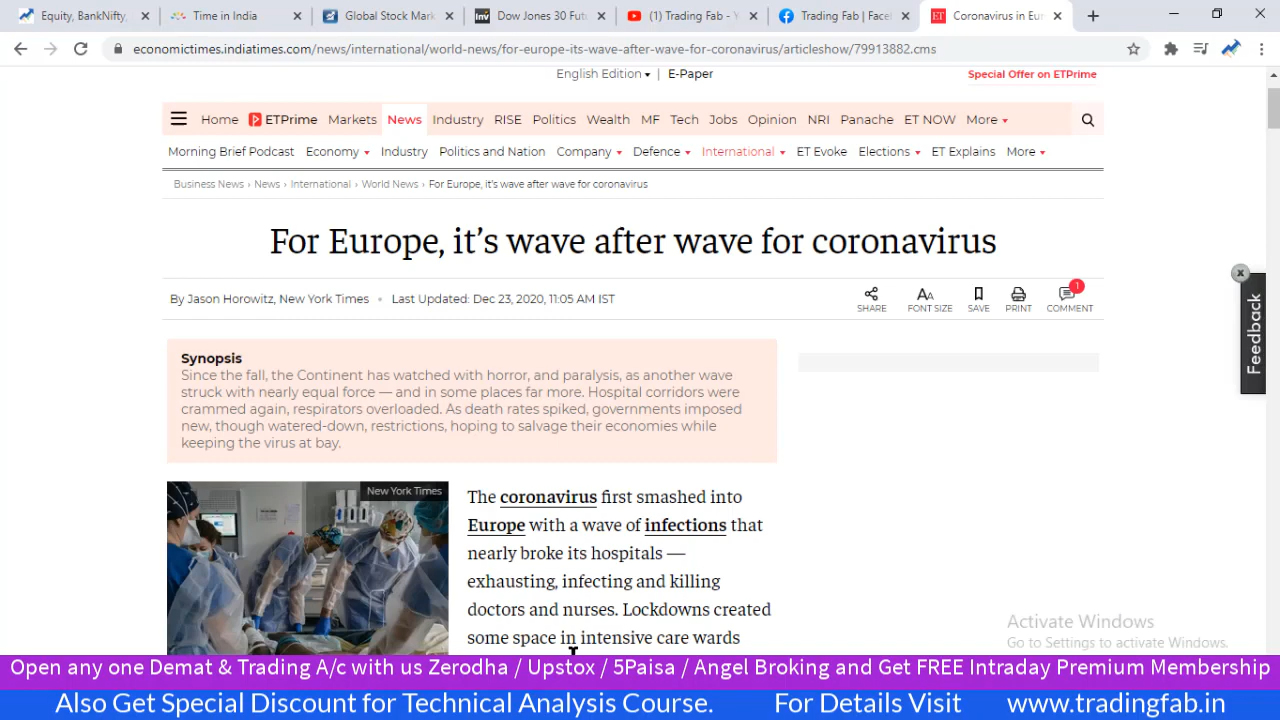 Equity, BankNifty,
Time in India
Global Stock Mark
Dow Jones 30 Futu
(1) Trading Fab - Y
Trading Fab | Facel
Coronavirus in Eur
economictimes.indiatimes.com/news/international/world-news/for-europe-its-wave-after-wave-for-coronavirus/articleshow/79913882.cms
English Edition | E-Paper
Special Offer on ETPrime
Home ETPrime Markets News Industry RISE Politics Wealth MF Tech Jobs Opinion NRI Panache ET NOW More
Morning Brief Podcast Economy Industry Politics and Nation Company Defence International ET Evoke Elections ET Explains More
Business News › News › International › World News › For Europe, it's wave after wave for coronavirus
For Europe, it's wave after wave for coronavirus
By Jason Horowitz, New York Times • Last Updated: Dec 23, 2020, 11:05 AM IST
1
SHARE FONT SIZE SAVE PRINT COMMENT
Feedback
Synopsis
Since the fall, the Continent has watched with horror, and paralysis, as another wave
struck with nearly equal force — and in some places far more. Hospital corridors were
crammed again, respirators overloaded. As death rates spiked, governments imposed
new, though watered-down, restrictions, hoping to salvage their economies while
keeping the virus at bay.
New York Times
The coronavirus first smashed into
Europe with a wave of infections that
nearly broke its hospitals —
exhausting, infecting and killing
doctors and nurses. Lockdowns created
some space in intensive care wards
Activate Windows
Go to Settings to activate Windows.
Open any one Demat & Trading A/c with us Zerodha / Upstox / 5Paisa / Angel Broking and Get FREE Intraday Premium Membership
Also Get Special Discount for Technical Analysis Course. For Details Visit www.tradingfab.in